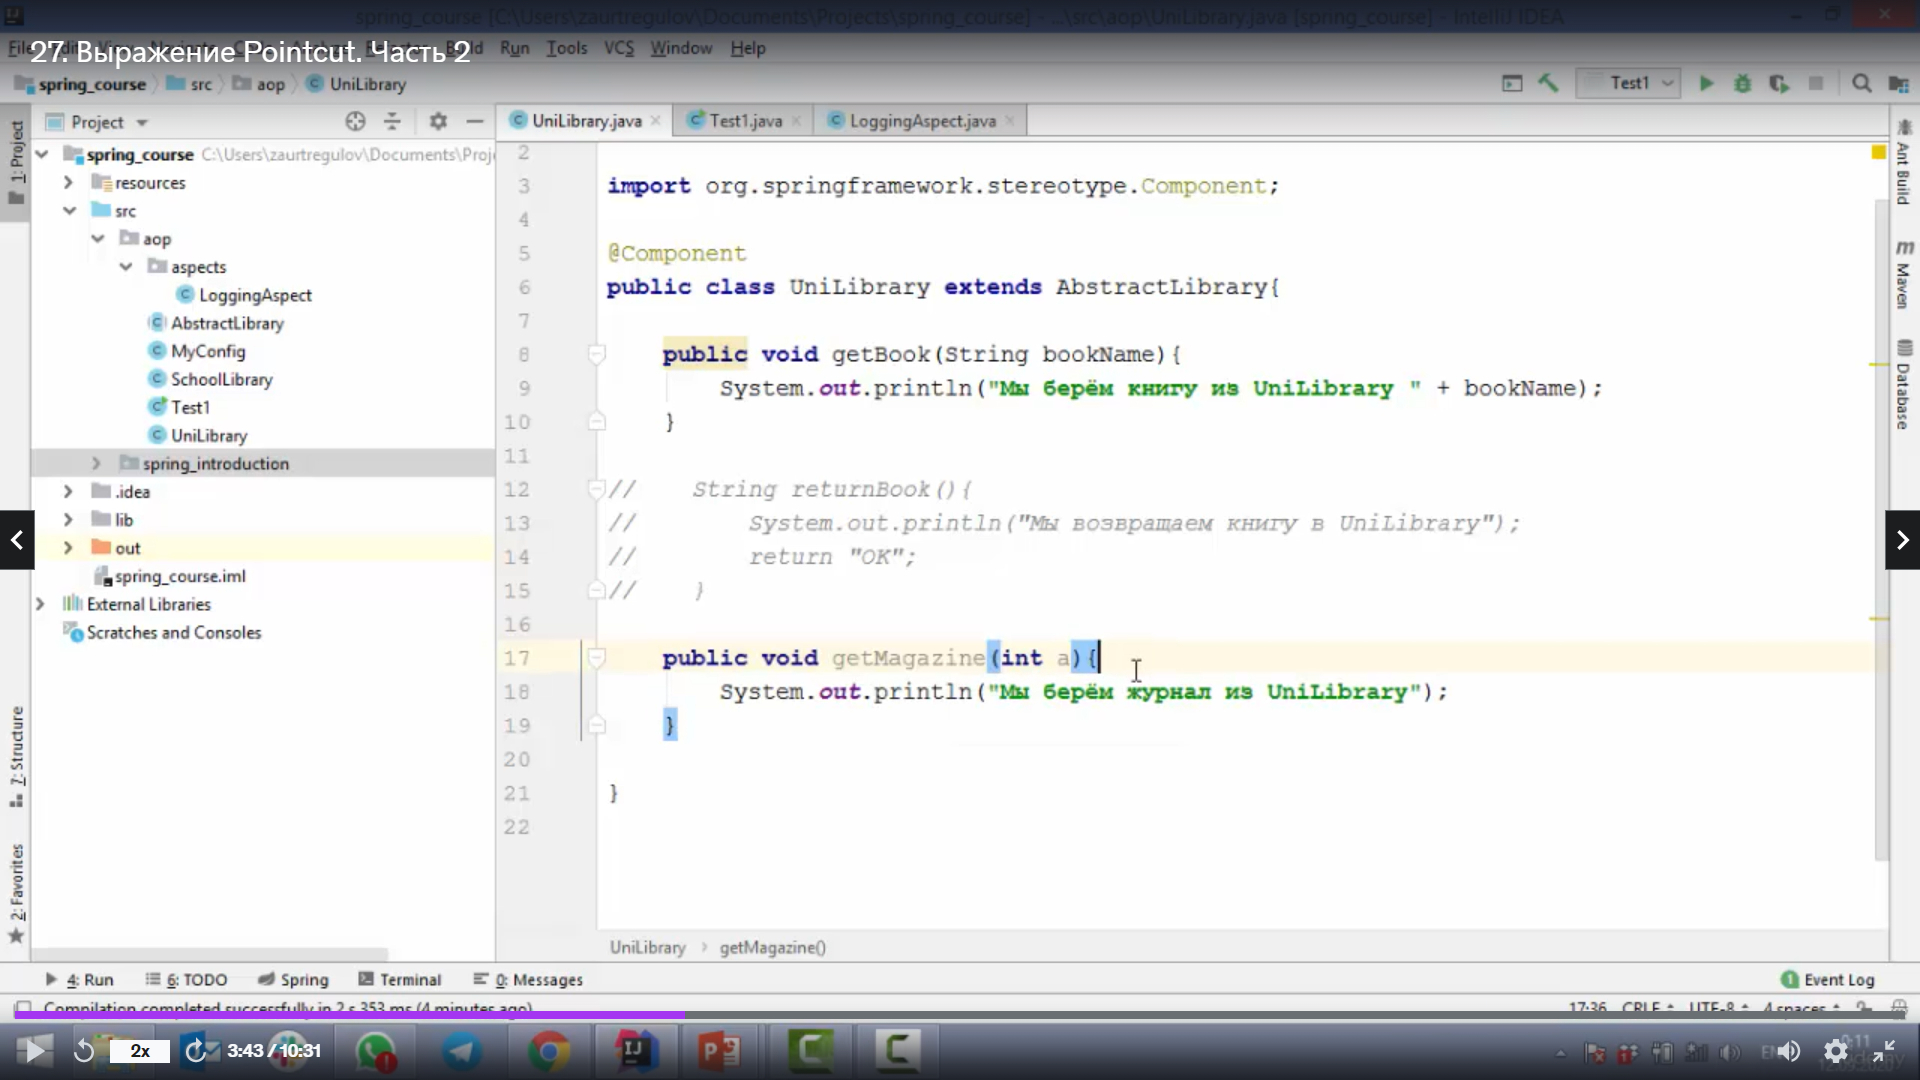 spring_course [C:\Users\zaurtregulov\Documents\Projects\spring_course] - ...\src\aop\UniLibrary.java [spring_course] - IntelliJ IDEA
27. Выражение Pointcut. Часть 2
File Run Tools VCS Window Help
spring_course src aop UniLibrary Test1
Project UniLibrary.java Test1.java LoggingAspect.java
1: Project
spring_course C:\Users\zaurtregulov\Documents\Proj
resources
src
aop
aspects
LoggingAspect
AbstractLibrary
MyConfig
SchoolLibrary
Test1
UniLibrary
spring_introduction
.idea
lib
out
spring_course.iml
External Libraries
Scratches and Consoles
7: Structure
2: Favorites
2
3 import org.springframework.stereotype.Component;
4
5 @Component
6 public class UniLibrary extends AbstractLibrary{
7
8 public void getBook(String bookName){
9 System.out.println("Мы берём книгу из UniLibrary " + bookName);
10 }
11
12 // String returnBook(){
13 // System.out.println("Мы возвращаем книгу в UniLibrary");
14 // return "OK";
15 // }
16
17 public void getMagazine(int a){
18 System.out.println("Мы берём журнал из UniLibrary");
19 }
20
21 }
22
Ant Build
Maven
Database
UniLibrary getMagazine()
4: Run 6: TODO Spring Terminal 0: Messages Event Log
Compilation completed successfully in 2 s 353 ms (4 minutes ago) 17:36 CRLF UTF-8 4 spaces
2x 3:43 / 10:31